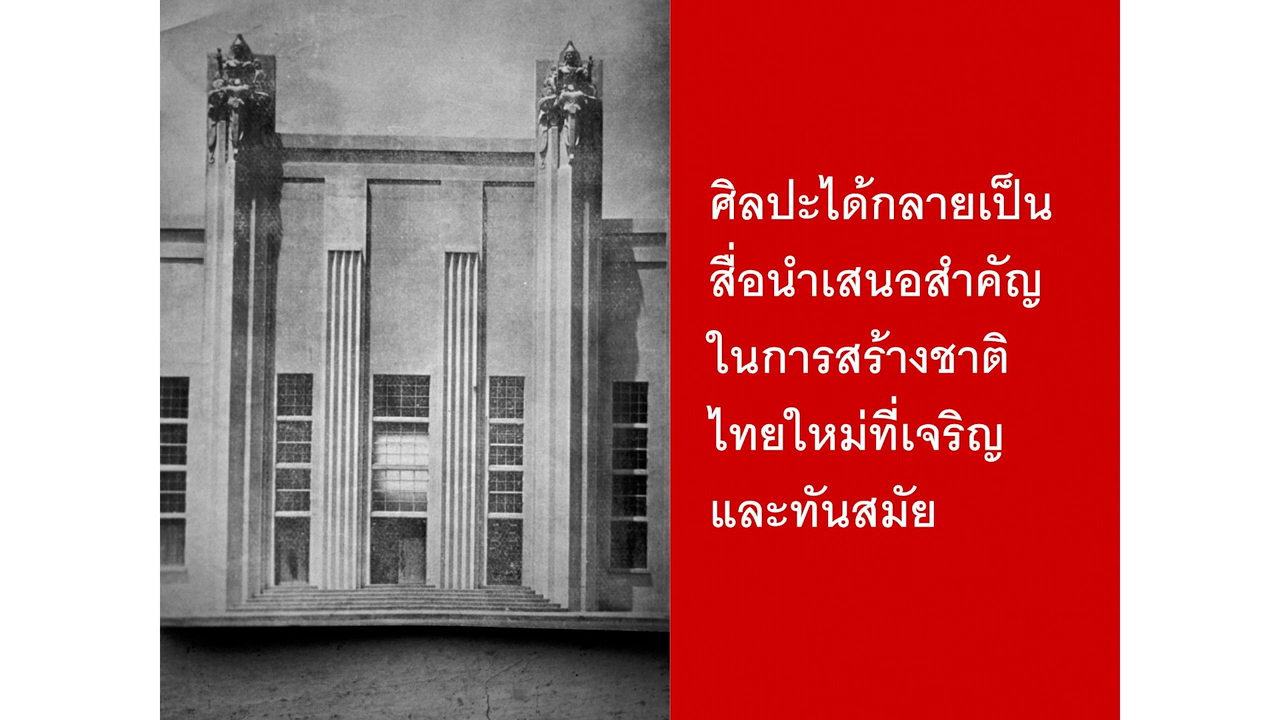 ศิลปะได้กลายเป็น
สื่อนำเสนอสำคัญ
ในการสร้างชาติ
ไทยใหม่ที่เจริญ
และทันสมัย